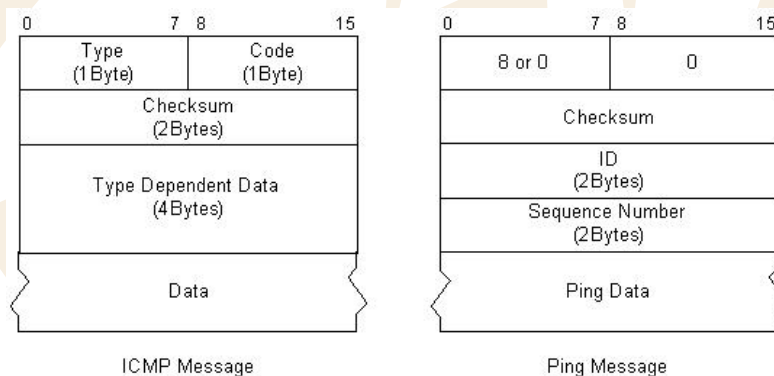 0 7 8 15
Type
(1Byte)
Code
(1Byte)
Checksum
(2Bytes)
Type Dependent Data
(4Bytes)
Data
ICMP Message
0 7 8 15
8 or 0
0
Checksum
ID
(2Bytes)
Sequence Number
(2Bytes)
Ping Data
Ping Message